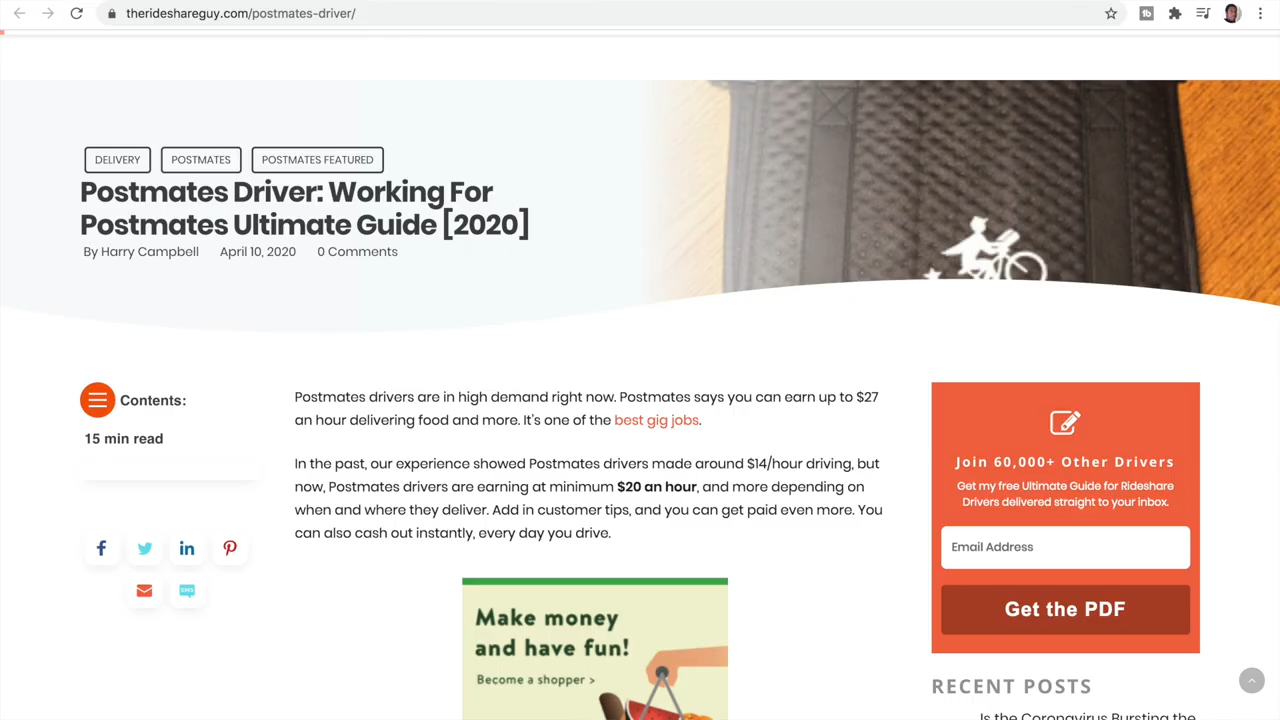 therideshareguy.com/postmates-driver/
DELIVERY
POSTMATES
POSTMATES FEATURED
Postmates Driver: Working For
Postmates Ultimate Guide [2020]
By Harry Campbell April 10, 2020 0 Comments
Contents:
15 min read
SMS
Postmates drivers are in high demand right now. Postmates says you can earn up to $27
an hour delivering food and more. It's one of the best gig jobs.
In the past, our experience showed Postmates drivers made around $14/hour driving, but
now, Postmates drivers are earning at minimum $20 an hour, and more depending on
when and where they deliver. Add in customer tips, and you can get paid even more. You
can also cash out instantly, every day you drive.
Make money
and have fun!
Become a shopper >
Join 60,000+ Other Drivers
Get my free Ultimate Guide for Rideshare
Drivers delivered straight to your inbox.
Email Address
Get the PDF
RECENT POSTS
Is the Coronavirus Bursting the